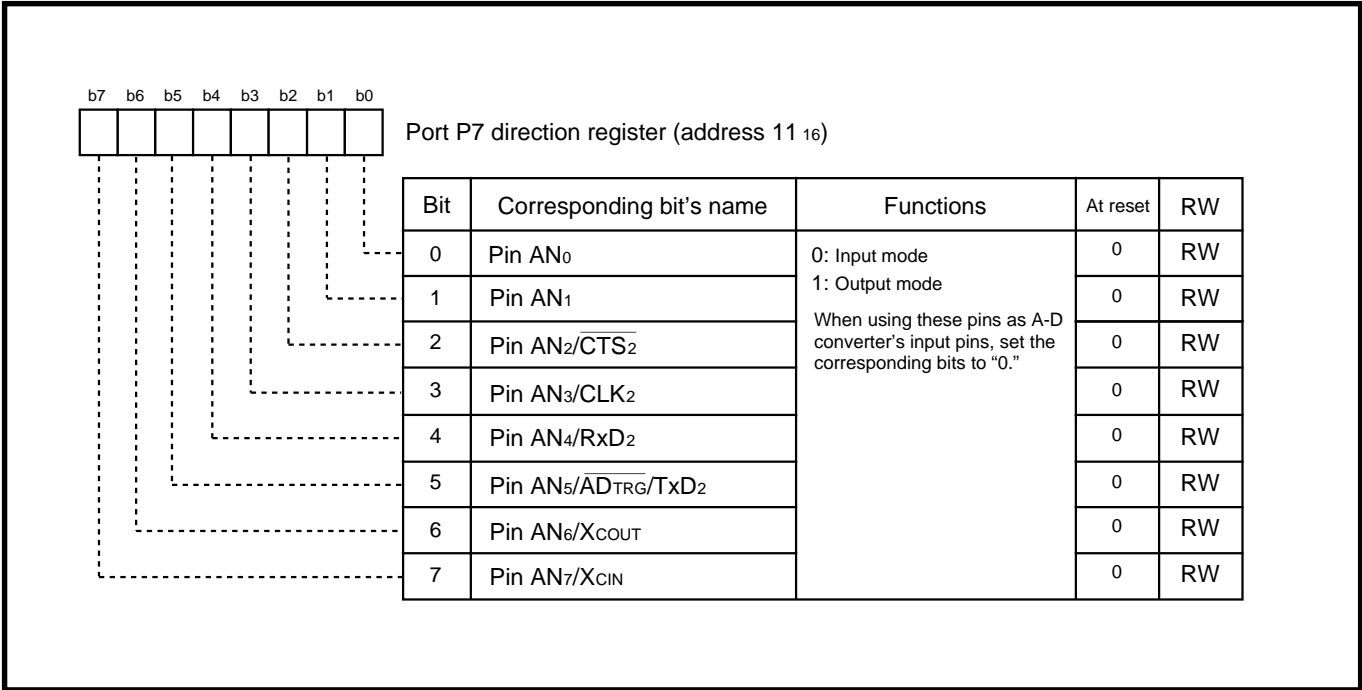 b7 b6 b5 b4 b3 b2 b1 b0
Port P7 direction register (address 11 16)
Bit Corresponding bit's name Functions At reset RW
0 Pin AN0 0: Input mode 0 RW
1: Output mode
1 Pin AN1 0 RW
When using these pins as A-D
2 Pin AN2/CTS2 converter's input pins, set the 0 RW
corresponding bits to “0.”
3 Pin AN3/CLK2 0 RW
4 Pin AN4/RxD2 0 RW
5 Pin AN5/ADTRG/TxD2 0 RW
6 Pin AN6/XCOUT 0 RW
7 Pin AN7/XCIN 0 RW